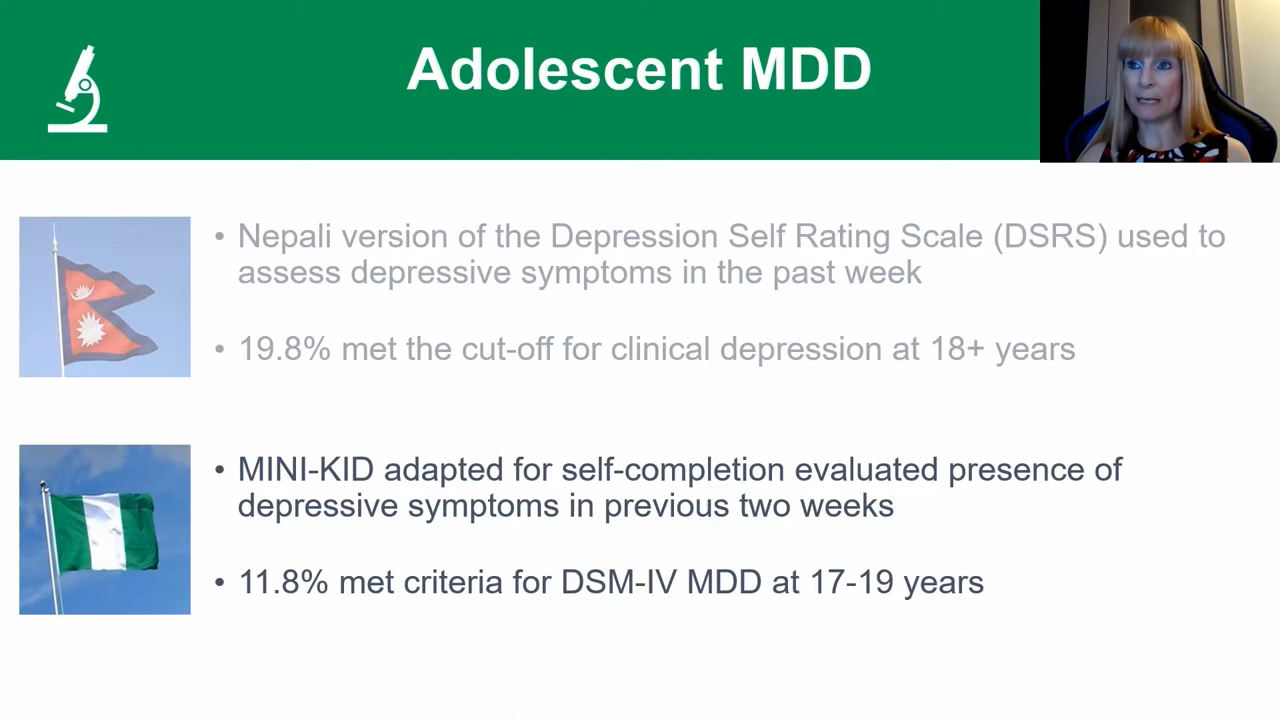 Adolescent MDD
• Nepali version of the Depression Self Rating Scale (DSRS) used to
assess depressive symptoms in the past week
• 19.8% met the cut-off for clinical depression at 18+ years
• MINI-KID adapted for self-completion evaluated presence of
depressive symptoms in previous two weeks
• 11.8% met criteria for DSM-IV MDD at 17-19 years